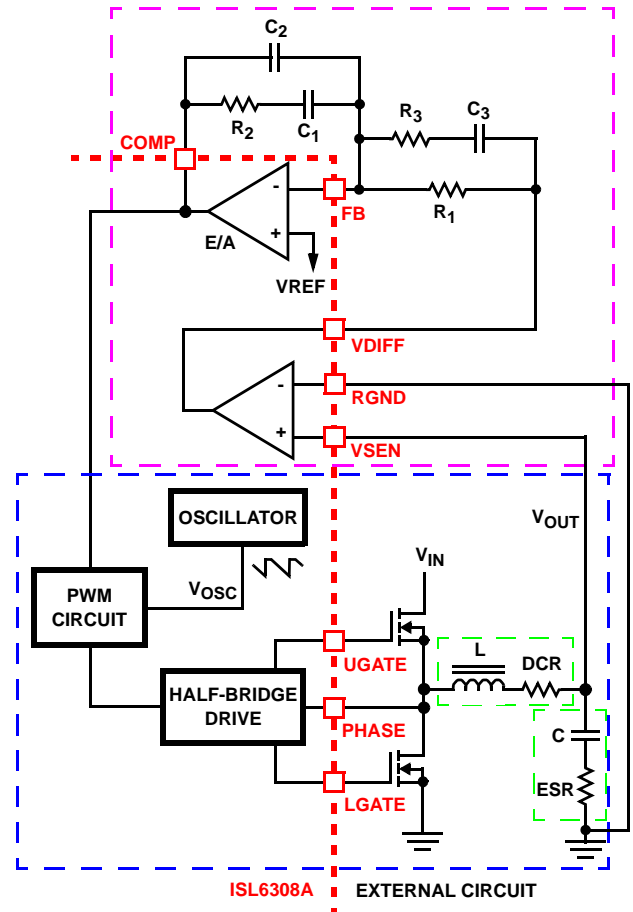 C2
R2
C1
R3
C3
COMP
-
+
E/A
FB
R1
VREF
VDIFF
-
RGND
+
VSEN
OSCILLATOR
VOUT
VIN
PWM
CIRCUIT
VOSC
UGATE
L
DCR
HALF-BRIDGE
DRIVE
PHASE
C
LGATE
ESR
ISL6308A
EXTERNAL CIRCUIT